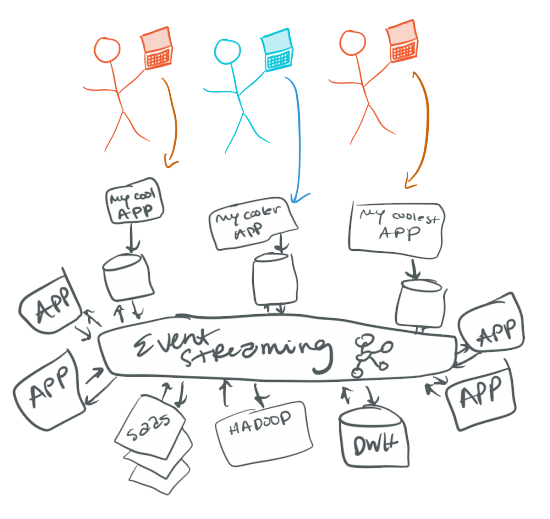 My cool
APP
My cooler
APP
My coolest
APP
APP
APP
Event
Streaming
APP
APP
SaaS
HADOOP
DWH